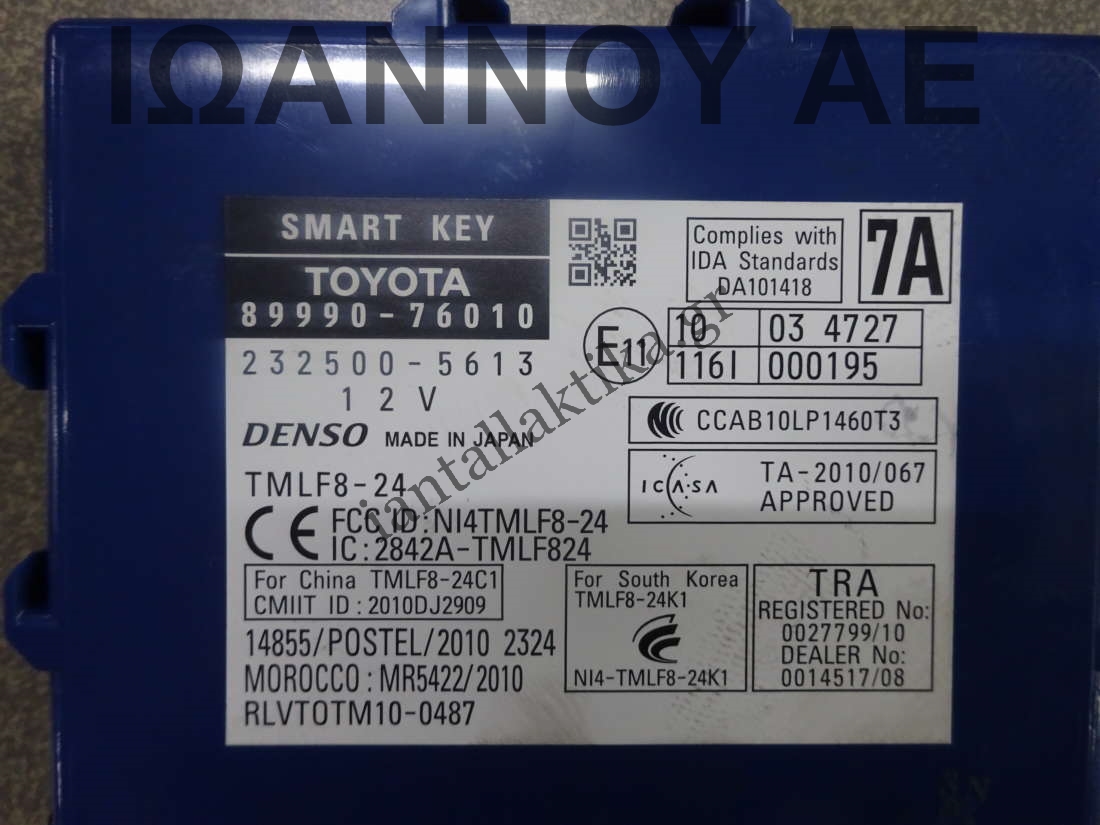 ΙΩΑΝΝΟΥ ΑΕ
SMART KEY
TOYOTA
89990-76010
232500-5613
12V
DENSO MADE IN JAPAN
TMLF8-24
CE FCC ID:NI4TMLF8-24
IC:2842A-TMLF824
For China TMLF8-24C1
CMIIT ID:2010DJ2909
14855/POSTEL/2010 2324
MOROCCO:MR5422/2010
RLVTOTM10-0487
Complies with
IDA Standards
DA101418
7A
E11
10 03 4727
116I 000195
CCAB10LP1460T3
ICASA TA-2010/067
APPROVED
For South Korea
TMLF8-24K1
NI4-TMLF8-24K1
TRA
REGISTERED No:
0027799/10
DEALER No:
0014517/08
iantallaktika.gr